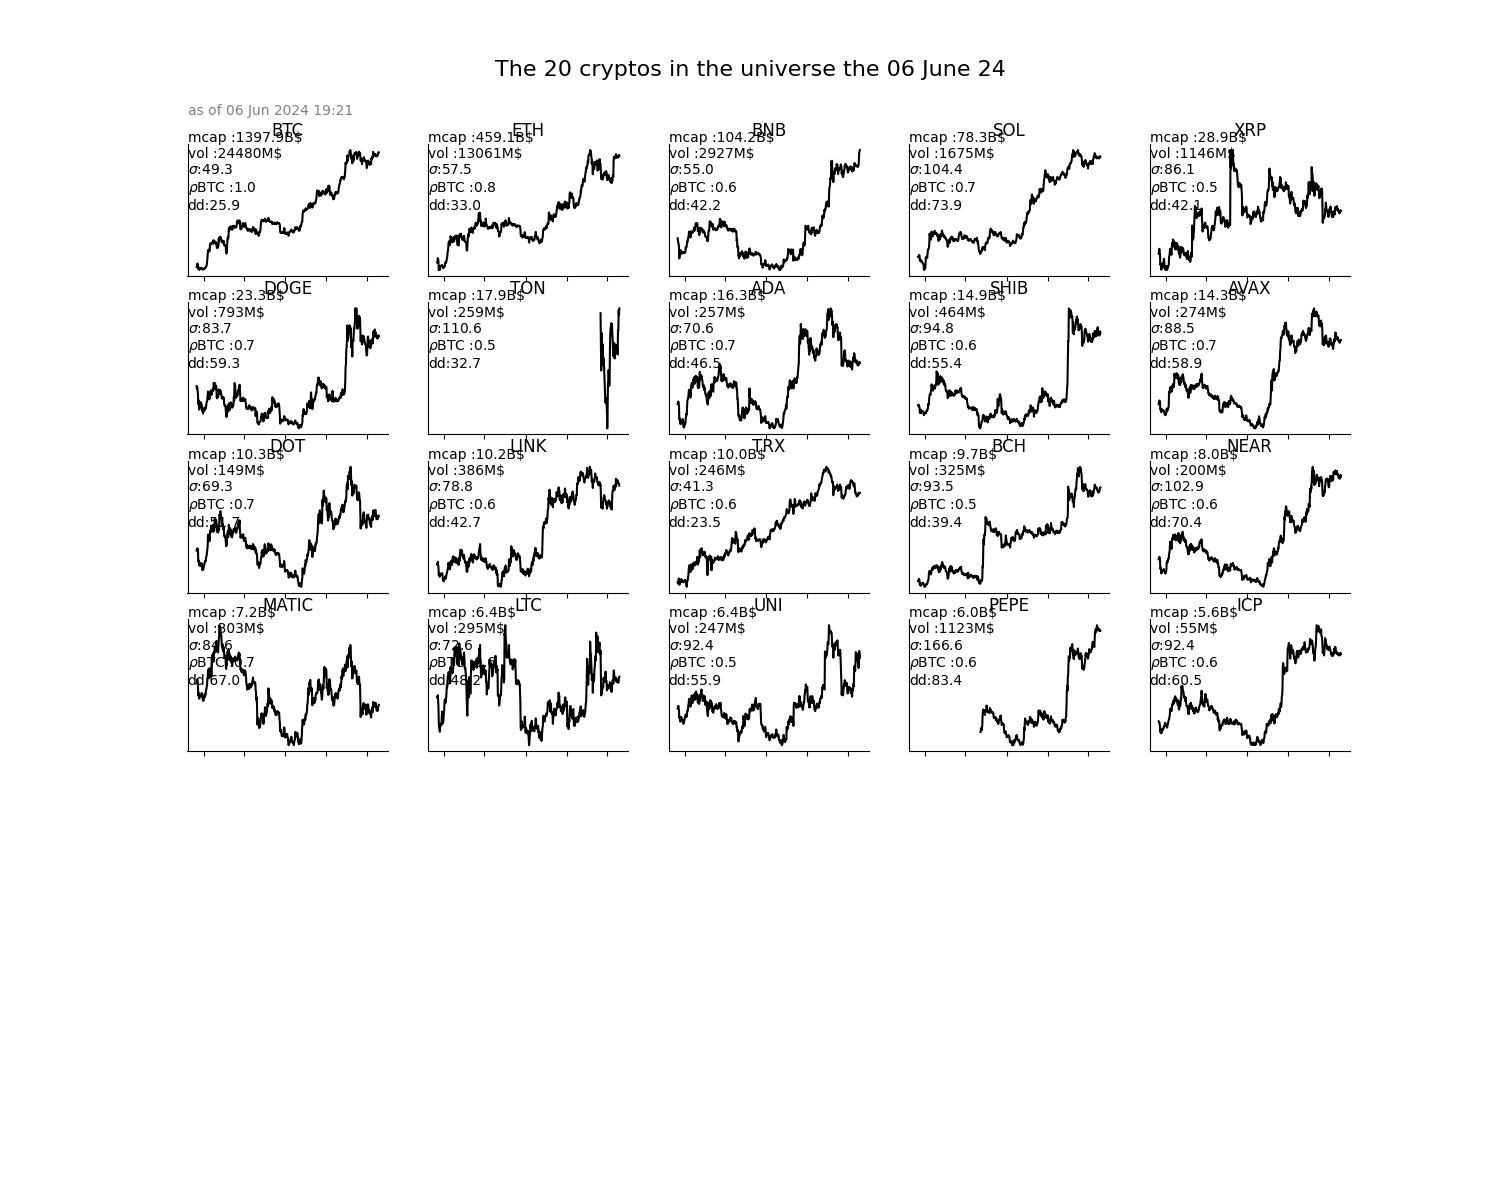 The 20 cryptos in the universe the 06 June 24
as of 06 Jun 2024 19:21
BTC
mcap :1397.9B$
vol :24480M$
σ:49.3
ρBTC :1.0
dd:25.9
ETH
mcap :459.1B$
vol :13061M$
σ:57.5
ρBTC :0.8
dd:33.0
BNB
mcap :104.2B$
vol :2927M$
σ:55.0
ρBTC :0.6
dd:42.2
SOL
mcap :78.3B$
vol :1675M$
σ:104.4
ρBTC :0.7
dd:73.9
XRP
mcap :28.9B$
vol :1146M$
σ:86.1
ρBTC :0.5
dd:42.1
DOGE
mcap :23.3B$
vol :793M$
σ:83.7
ρBTC :0.7
dd:59.3
TON
mcap :17.9B$
vol :259M$
σ:110.6
ρBTC :0.5
dd:32.7
ADA
mcap :16.3B$
vol :257M$
σ:70.6
ρBTC :0.7
dd:46.5
SHIB
mcap :14.9B$
vol :464M$
σ:94.8
ρBTC :0.6
dd:55.4
AVAX
mcap :14.3B$
vol :274M$
σ:88.5
ρBTC :0.7
dd:58.9
DOT
mcap :10.3B$
vol :149M$
σ:69.3
ρBTC :0.7
LINK
mcap :10.2B$
vol :386M$
σ:78.8
ρBTC :0.6
dd:42.7
TRX
mcap :10.0B$
vol :246M$
σ:41.3
ρBTC :0.6
dd:23.5
BCH
mcap :9.7B$
vol :325M$
σ:93.5
ρBTC :0.5
dd:39.4
NEAR
mcap :8.0B$
vol :200M$
σ:102.9
ρBTC :0.6
dd:70.4
MATIC
mcap :7.2B$
vol :303M$
σ:84.6
ρBTC :0.7
dd:67.0
LTC
mcap :6.4B$
vol :295M$
σ:72.6
dd:48.2
UNI
mcap :6.4B$
vol :247M$
σ:92.4
ρBTC :0.5
dd:55.9
PEPE
mcap :6.0B$
vol :1123M$
σ:166.6
ρBTC :0.6
dd:83.4
ICP
mcap :5.6B$
vol :55M$
σ:92.4
ρBTC :0.6
dd:60.5